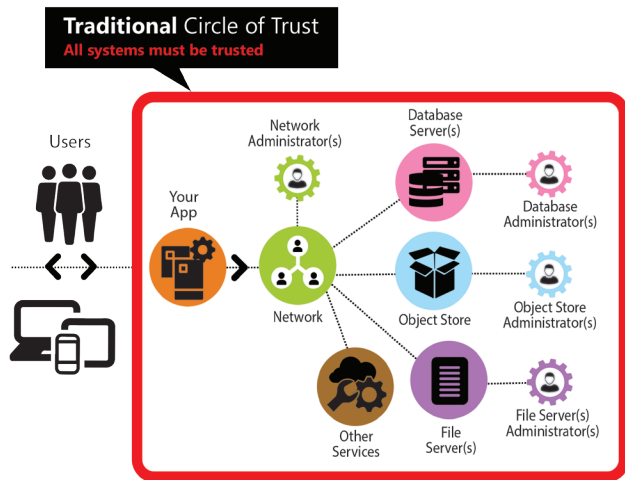 Traditional Circle of Trust
All systems must be trusted
Users
Your
App
Network
Administrator(s)
Network
Database
Server(s)
Database
Administrator(s)
Object Store
Object Store
Administrator(s)
Other
Services
File
Server(s)
File Server(s)
Administrator(s)